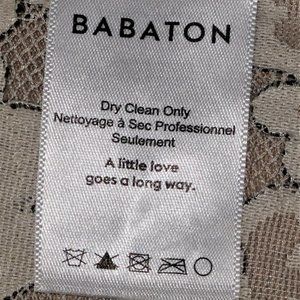 BABATON
Dry Clean Only
Nettoyage à Sec Professionnel
Seulement
A little love
goes a long way.